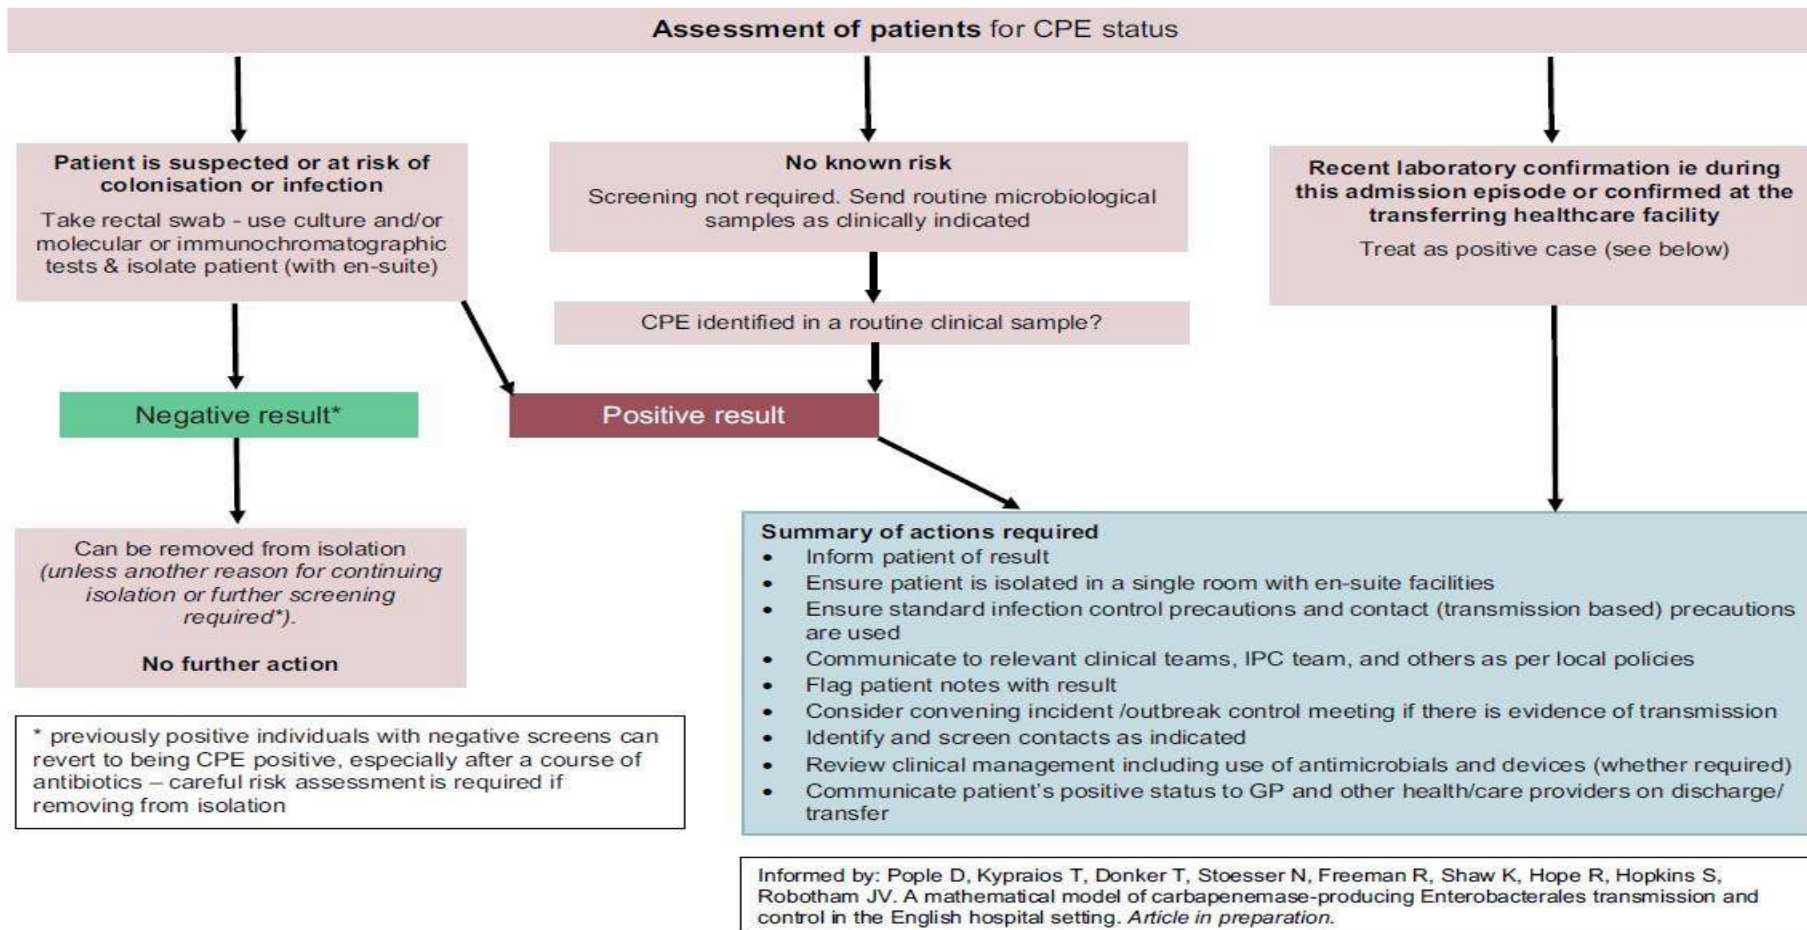 Assessment of patients for CPE status
Patient is suspected or at risk of
colonisation or infection
Take rectal swab - use culture and/or
molecular or immunochromatographic
tests & isolate patient (with en-suite)
No known risk
Screening not required. Send routine microbiological
samples as clinically indicated
Recent laboratory confirmation ie during
this admission episode or confirmed at the
transferring healthcare facility
Treat as positive case (see below)
CPE identified in a routine clinical sample?
Negative result*
Positive result
Can be removed from isolation
(unless another reason for continuing
isolation or further screening
required*).
No further action
* previously positive individuals with negative screens can
revert to being CPE positive, especially after a course of
antibiotics – careful risk assessment is required if
removing from isolation
Summary of actions required
• Inform patient of result
• Ensure patient is isolated in a single room with en-suite facilities
• Ensure standard infection control precautions and contact (transmission based) precautions
are used
• Communicate to relevant clinical teams, IPC team, and others as per local policies
• Flag patient notes with result
• Consider convening incident /outbreak control meeting if there is evidence of transmission
• Identify and screen contacts as indicated
• Review clinical management including use of antimicrobials and devices (whether required)
• Communicate patient's positive status to GP and other health/care providers on discharge/
transfer
Informed by: Pople D, Kypraios T, Donker T, Stoesser N, Freeman R, Shaw K, Hope R, Hopkins S,
Robotham JV. A mathematical model of carbapenemase-producing Enterobacterales transmission and
control in the English hospital setting. Article in preparation.